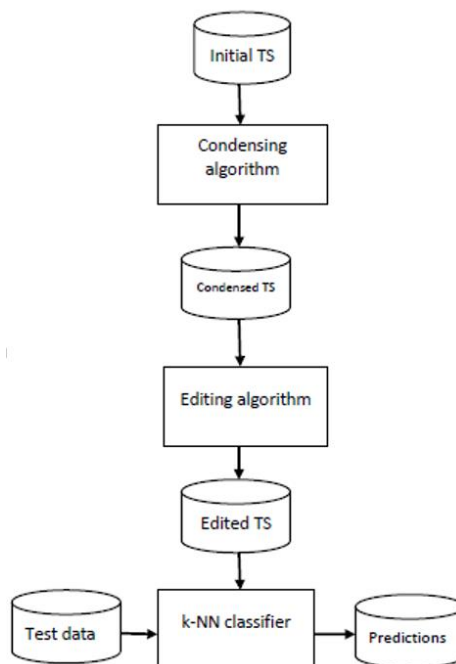 Initial TS
Condensing
algorithm
Condensed TS
Editing algorithm
Edited TS
Test data
k-NN classifier
Predictions